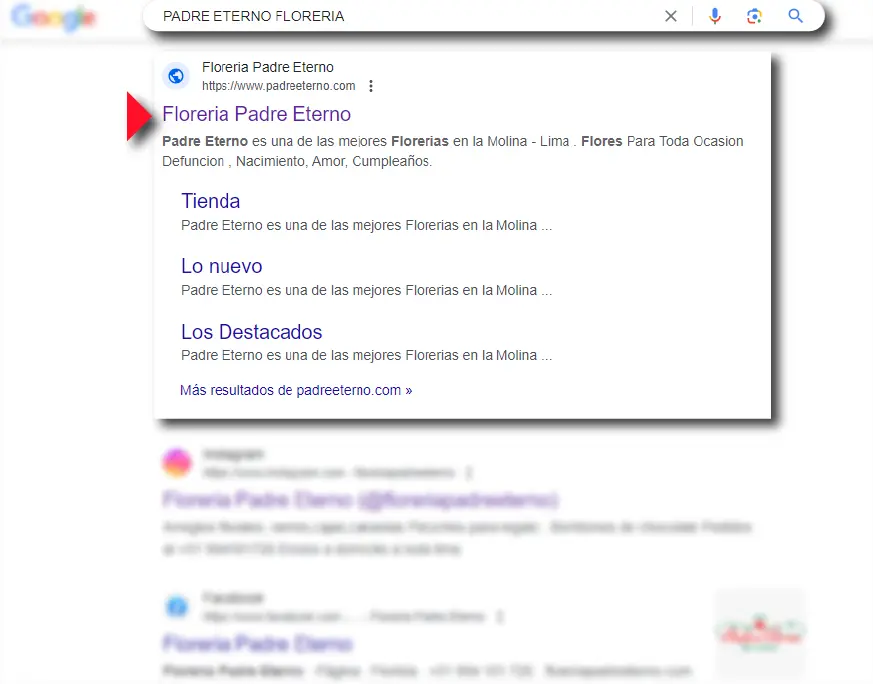 Google
PADRE ETERNO FLORERIA
Floreria Padre Eterno
https://www.padreeterno.com
Floreria Padre Eterno
Padre Eterno es una de las mejores Florerias en la Molina - Lima . Flores Para Toda Ocasion
Defuncion , Nacimiento, Amor, Cumpleaños.
Tienda
Padre Eterno es una de las mejores Florerias en la Molina ...
Lo nuevo
Padre Eterno es una de las mejores Florerias en la Molina ...
Los Destacados
Padre Eterno es una de las mejores Florerias en la Molina ...
Más resultados de padreeterno.com »
Instagram
Floreria Padre Eterno (@floreriapadreeterno)
Facebook
Floreria Padre Eterno